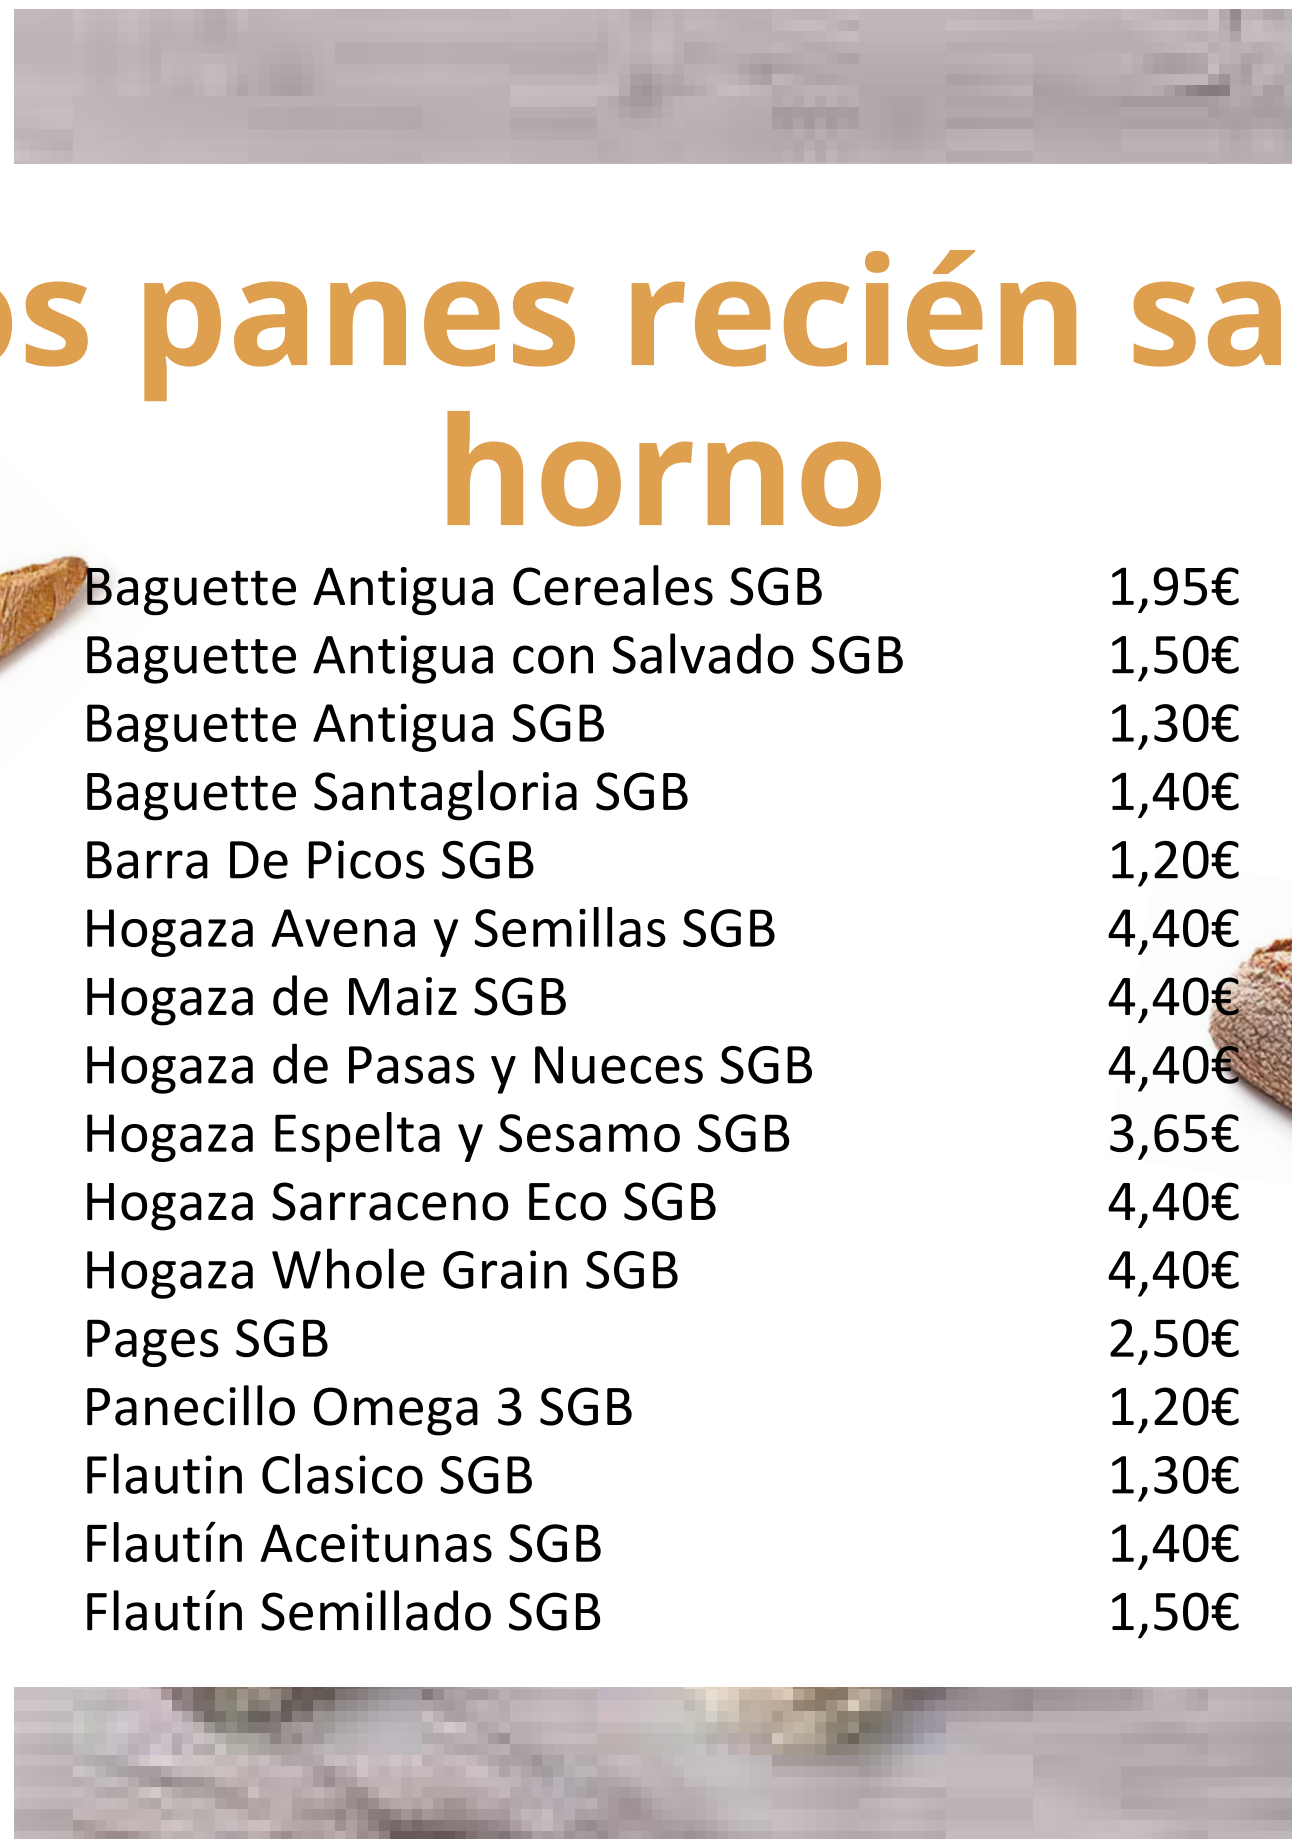 os panes recién sa
horno
Baguette Antigua Cereales SGB 1,95€
Baguette Antigua con Salvado SGB 1,50€
Baguette Antigua SGB 1,30€
Baguette Santagloria SGB 1,40€
Barra De Picos SGB 1,20€
Hogaza Avena y Semillas SGB 4,40€
Hogaza de Maiz SGB 4,40€
Hogaza de Pasas y Nueces SGB 4,40€
Hogaza Espelta y Sesamo SGB 3,65€
Hogaza Sarraceno Eco SGB 4,40€
Hogaza Whole Grain SGB 4,40€
Pages SGB 2,50€
Panecillo Omega 3 SGB 1,20€
Flautin Clasico SGB 1,30€
Flautín Aceitunas SGB 1,40€
Flautín Semillado SGB 1,50€